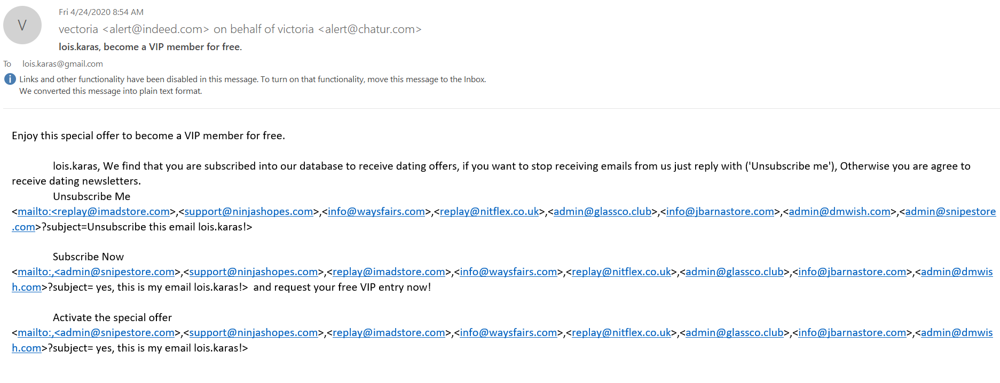 V
Fri 4/24/2020 8:54 AM
vectoria <alert@indeed.com> on behalf of victoria <alert@chatur.com>
lois.karas, become a VIP member for free.
To lois.karas@gmail.com
i Links and other functionality have been disabled in this message. To turn on that functionality, move this message to the Inbox.
We converted this message into plain text format.
Enjoy this special offer to become a VIP member for free.
lois.karas, We find that you are subscribed into our database to receive dating offers, if you want to stop receiving emails from us just reply with ('Unsubscribe me'), Otherwise you are agree to
receive dating newsletters.
Unsubscribe Me
<mailto:<replay@imadstore.com>,<support@ninjashopes.com>,<info@waysfairs.com>,<replay@nitflex.co.uk>,<admin@glassco.club>,<info@jbarnastore.com>,<admin@dmwish.com>,<admin@snipestore
.com>?subject=Unsubscribe this email lois.karas!>
Subscribe Now
<mailto:,<admin@snipestore.com>,<support@ninjashopes.com>,<replay@imadstore.com>,<info@waysfairs.com>,<replay@nitflex.co.uk>,<admin@glassco.club>,<info@jbarnastore.com>,<admin@dmwis
h.com>?subject= yes, this is my email lois.karas!> and request your free VIP entry now!
Activate the special offer
<mailto:,<admin@snipestore.com>,<support@ninjashopes.com>,<replay@imadstore.com>,<info@waysfairs.com>,<replay@nitflex.co.uk>,<admin@glassco.club>,<info@jbarnastore.com>,<admin@dmwis
h.com>?subject= yes, this is my email lois.karas!>